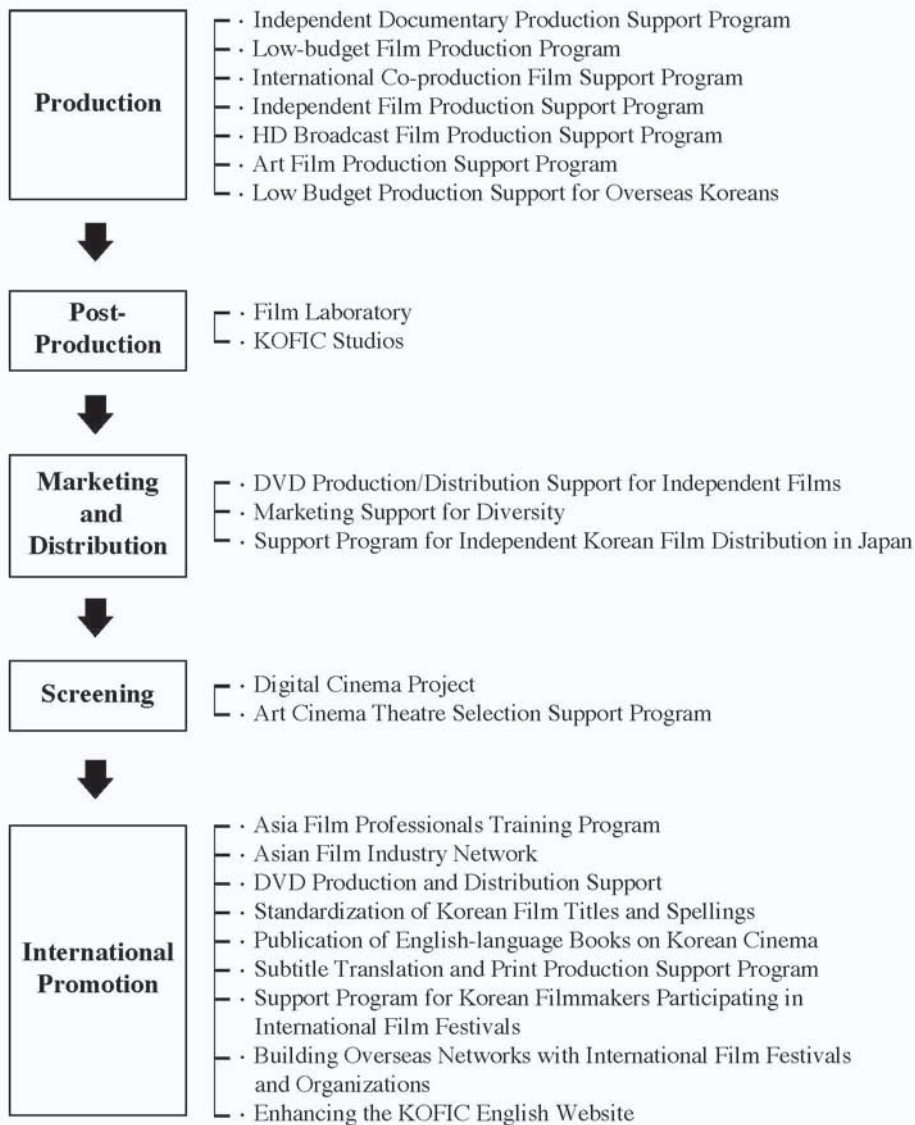 Production
· Independent Documentary Production Support Program
· Low-budget Film Production Program
· International Co-production Film Support Program
· Independent Film Production Support Program
· HD Broadcast Film Production Support Program
· Art Film Production Support Program
· Low Budget Production Support for Overseas Koreans
Post-
Production
· Film Laboratory
· KOFIC Studios
Marketing
and
Distribution
· DVD Production/Distribution Support for Independent Films
· Marketing Support for Diversity
· Support Program for Independent Korean Film Distribution in Japan
Screening
· Digital Cinema Project
· Art Cinema Theatre Selection Support Program
International
Promotion
· Asia Film Professionals Training Program
· Asian Film Industry Network
· DVD Production and Distribution Support
· Standardization of Korean Film Titles and Spellings
· Publication of English-language Books on Korean Cinema
· Subtitle Translation and Print Production Support Program
· Support Program for Korean Filmmakers Participating in
International Film Festivals
· Building Overseas Networks with International Film Festivals
and Organizations
· Enhancing the KOFIC English Website